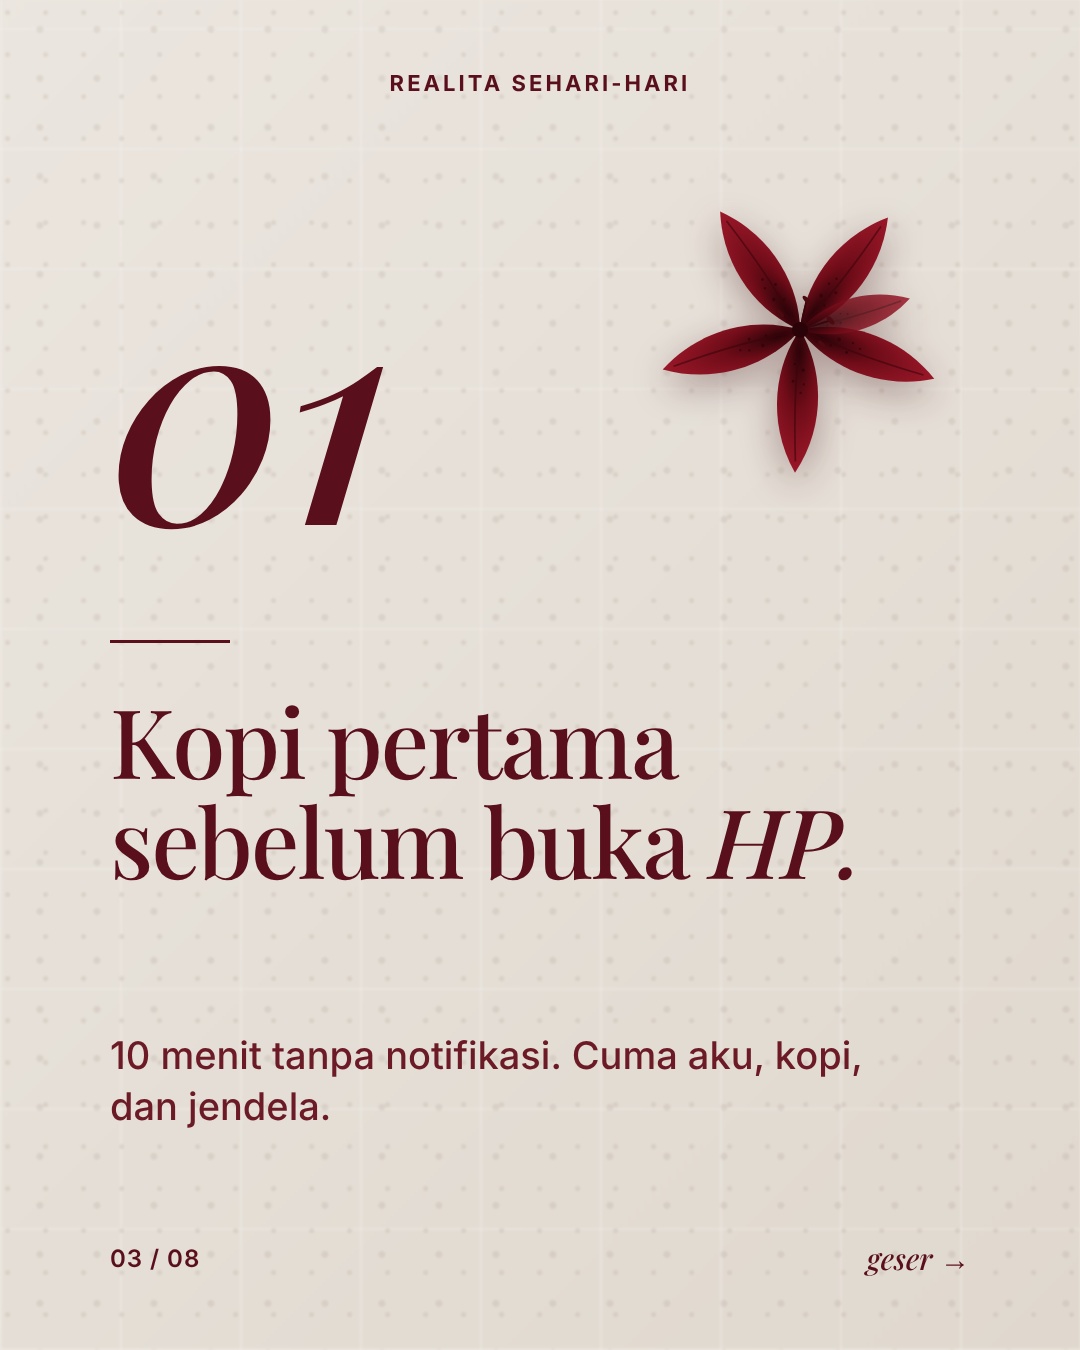 REALITA SEHARI-HARI
01
Kopi pertama
sebelum buka HP.
10 menit tanpa notifikasi. Cuma aku, kopi,
dan jendela.
03 / 08
geser →